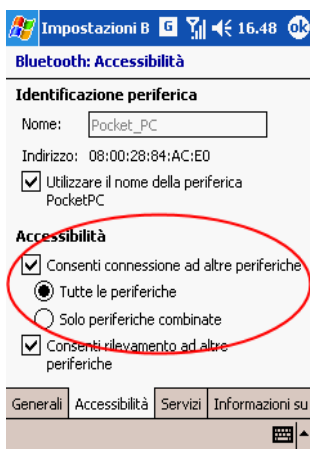 Impostazioni B G 16.48 ok
Bluetooth: Accessibilità
Identificazione periferica
Nome: Pocket_PC
Indirizzo: 08:00:28:84:AC:E0
Utilizzare il nome della periferica
PocketPC
Accessibilità
Consenti connessione ad altre periferiche
Tutte le periferiche
Solo periferiche combinate
Consenti rilevamento ad altre
periferiche
Generali Accessibilità Servizi Informazioni su